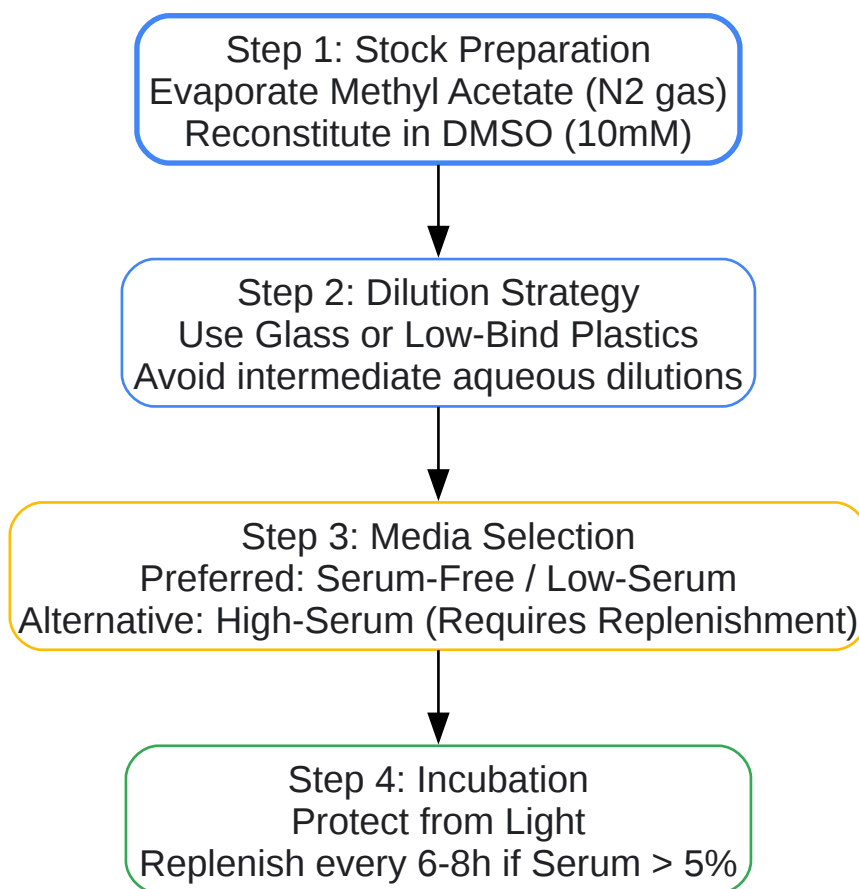 Step 1: Stock Preparation
Evaporate Methyl Acetate (N2 gas)
Reconstitute in DMSO (10mM)
Step 2: Dilution Strategy
Use Glass or Low-Bind Plastics
Avoid intermediate aqueous dilutions
Step 3: Media Selection
Preferred: Serum-Free / Low-Serum
Alternative: High-Serum (Requires Replenishment)
Step 4: Incubation
Protect from Light
Replenish every 6-8h if Serum > 5%